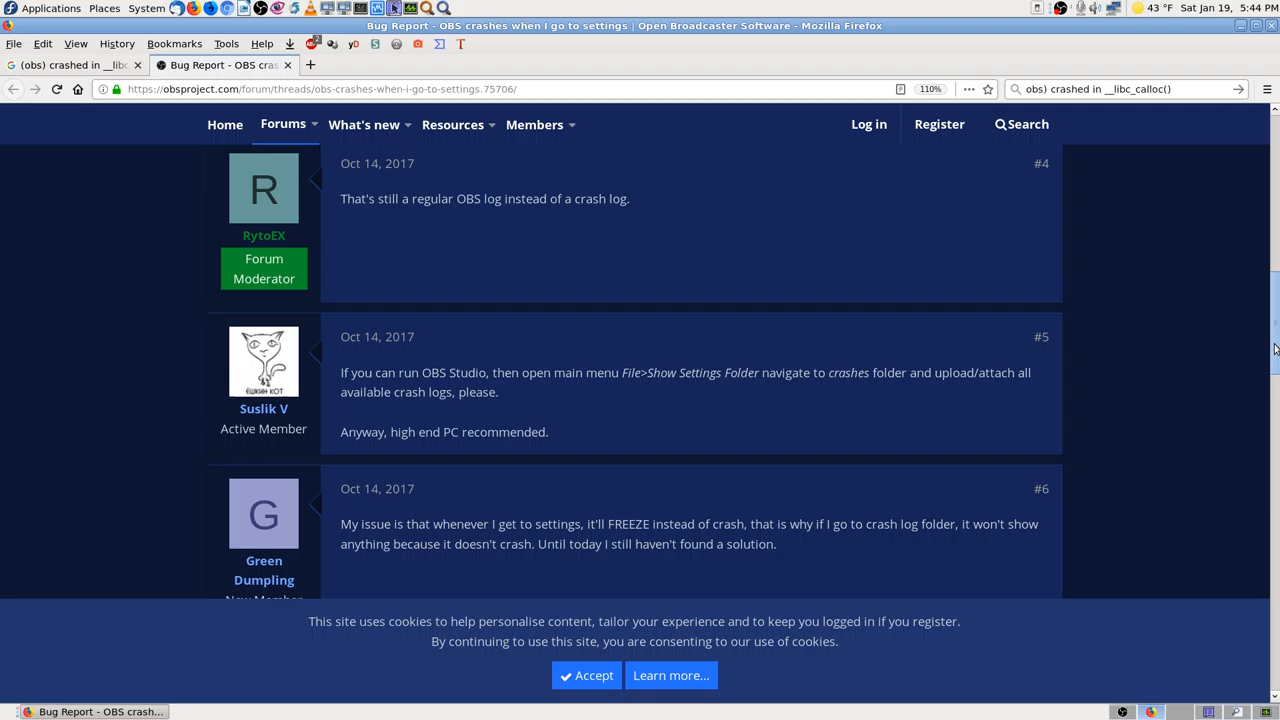 Applications Places System 43 °F Sat Jan 19, 5:44 PM
Bug Report - OBS crashes when I go to settings | Open Broadcaster Software - Mozilla Firefox
File Edit View History Bookmarks Tools Help 2 yD S T
(obs) crashed in __libc Bug Report - OBS cras
https://obsproject.com/forum/threads/obs-crashes-when-i-go-to-settings.75706/ 110% obs) crashed in __libc_calloc()
Home Forums What's new Resources Members Log in Register Search
R
Oct 14, 2017 #4
That's still a regular OBS log instead of a crash log.
RytoEX
Forum
Moderator
Oct 14, 2017 #5
If you can run OBS Studio, then open main menu File>Show Settings Folder navigate to crashes folder and upload/attach all
available crash logs, please.
ЁШКИН КОТ
Suslik V
Active Member
Anyway, high end PC recommended.
Oct 14, 2017 #6
G
My issue is that whenever I get to settings, it'll FREEZE instead of crash, that is why if I go to crash log folder, it won't show
anything because it doesn't crash. Until today I still haven't found a solution.
Green
Dumpling
New Member
This site uses cookies to help personalise content, tailor your experience and to keep you logged in if you register.
By continuing to use this site, you are consenting to our use of cookies.
Accept Learn more...
Bug Report - OBS crash...